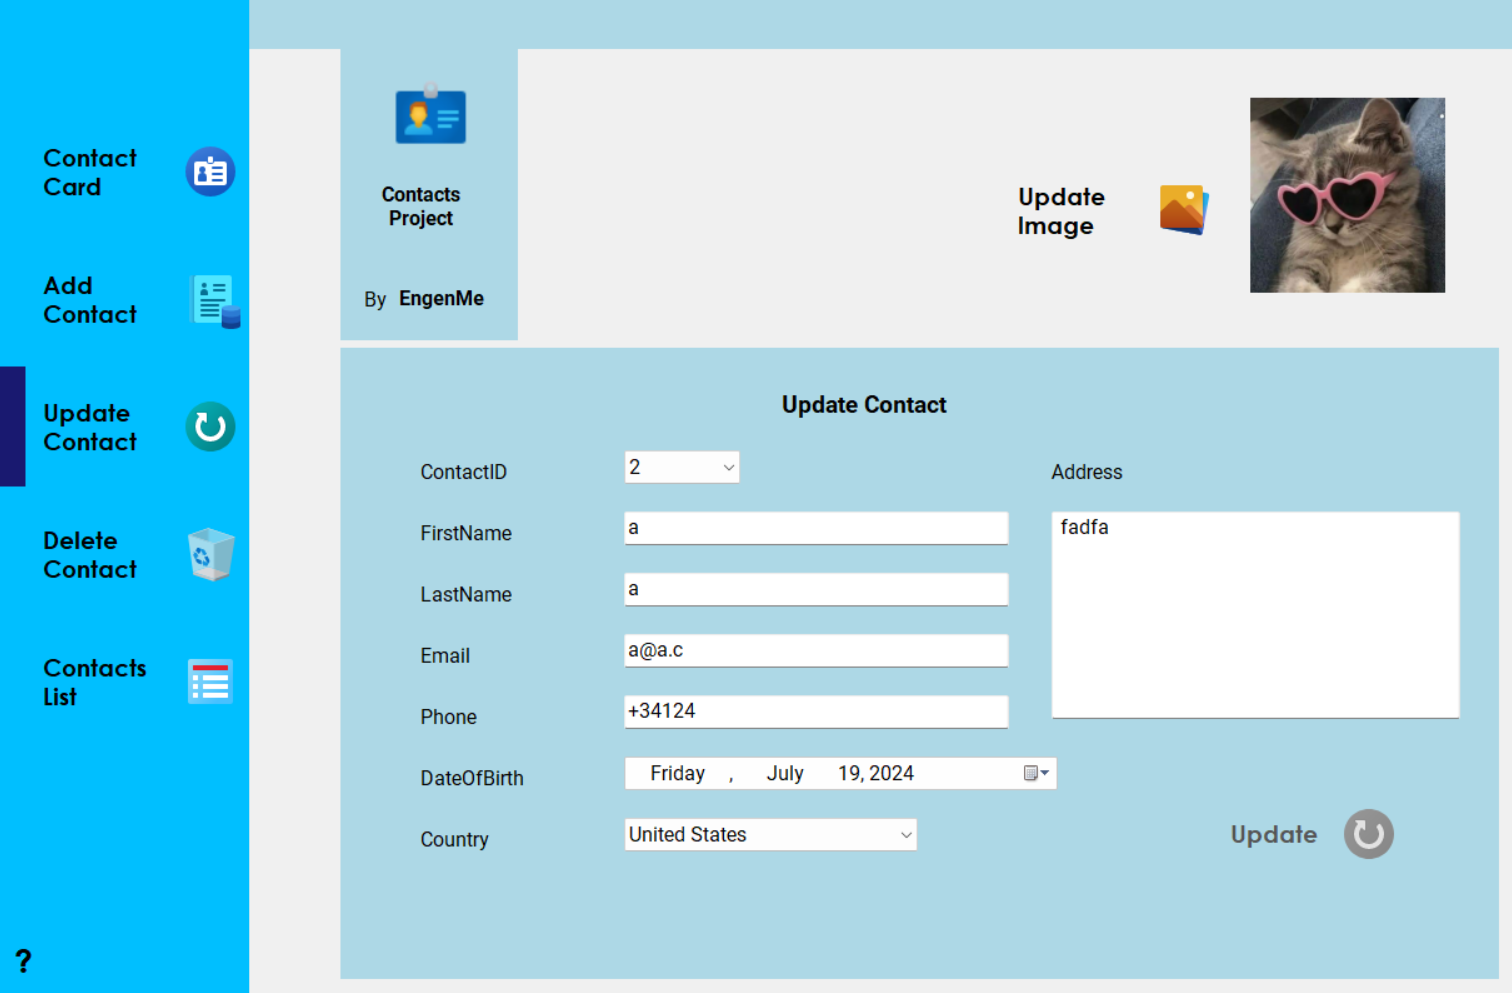 Contact
Card
Add
Contact
Update
Contact
Delete
Contact
Contacts
List
?
Contacts
Project
By EngenMe
Update
Image
Update Contact
ContactID 2
FirstName a
LastName a
Email a@a.c
Phone +34124
DateOfBirth Friday , July 19, 2024
Country United States
Address
fadfa
Update